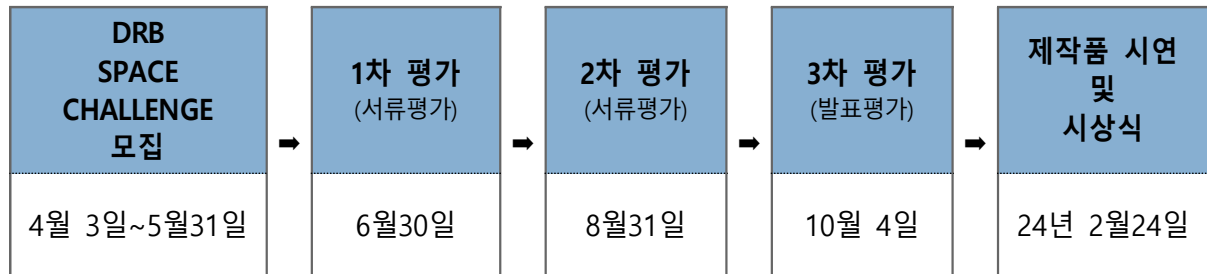 DRB
SPACE
CHALLENGE
모집
4월 3일~5월31일
➡
1차 평가
(서류평가)
6월30일
➡
2차 평가
(서류평가)
8월31일
➡
3차 평가
(발표평가)
10월 4일
➡
제작품 시연
및
시상식
24년 2월24일